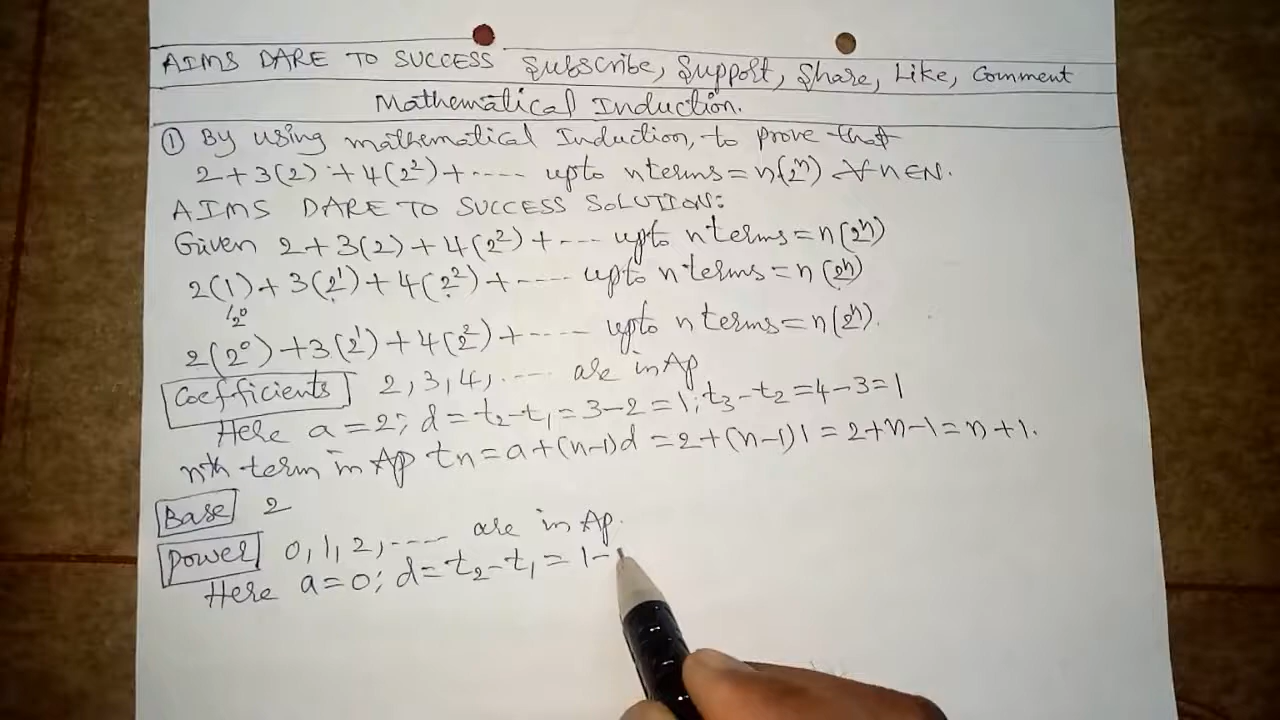 AIMS DARE TO SUCCESS Subscribe, Support, Share, Like, Comment
Mathematical Induction.
① By using mathematical Induction, to prove that
2+3(2)+4(2²)+---- upto n terms = n(2ⁿ) ∀ n∈N.
AIMS DARE TO SUCCESS SOLUTION:
Given 2+3(2)+4(2²)+--- upto n terms = n(2ⁿ)
2(1)+3(2¹)+4(2²)+---- upto n terms = n(2ⁿ)
2⁰
2(2⁰)+3(2¹)+4(2²)+----- upto n terms = n(2ⁿ).
Coefficients 2,3,4,---- are in AP
Here a=2; d=t₂-t₁=3-2=1; t₃-t₂=4-3=1
nth term in AP tn=a+(n-1)d=2+(n-1)1=2+n-1=n+1.
Base 2
Power 0,1,2,---- are in AP.
Here a=0; d=t₂-t₁=1-